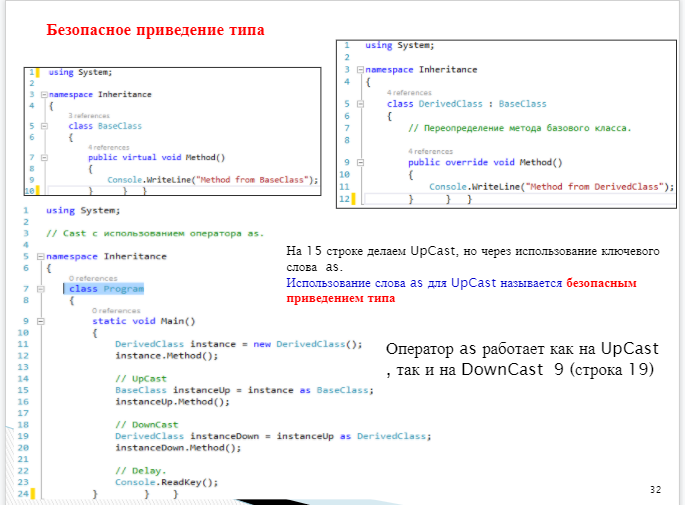 Безопасное приведение типа
1 using System;
2
3 namespace Inheritance
4 {
3 references
5 class BaseClass
6 {
4 references
7 public virtual void Method()
8 {
9 Console.WriteLine("Method from BaseClass");
10 } } }
1 using System;
2
3 namespace Inheritance
4 {
4 references
5 class DerivedClass : BaseClass
6 {
7 // Переопределение метода базового класса.
8
4 references
9 public override void Method()
10 {
11 Console.WriteLine("Method from DerivedClass");
12 } } }
1 using System;
2
3 // Cast с использованием оператора as.
4
5 namespace Inheritance
6 {
0 references
7 class Program
8 {
0 references
9 static void Main()
10 {
11 DerivedClass instance = new DerivedClass();
12 instance.Method();
13
14 // UpCast
15 BaseClass instanceUp = instance as BaseClass;
16 instanceUp.Method();
17
18 // DownCast
19 DerivedClass instanceDown = instanceUp as DerivedClass;
20 instanceDown.Method();
21
22 // Delay.
23 Console.ReadKey();
24 } } }
На 15 строке делаем UpCast, но через использование ключевого
слова as.
Использование слова as для UpCast называется безопасным
приведением типа
Оператор as работает как на UpCast
, так и на DownCast 9 (строка 19)
32